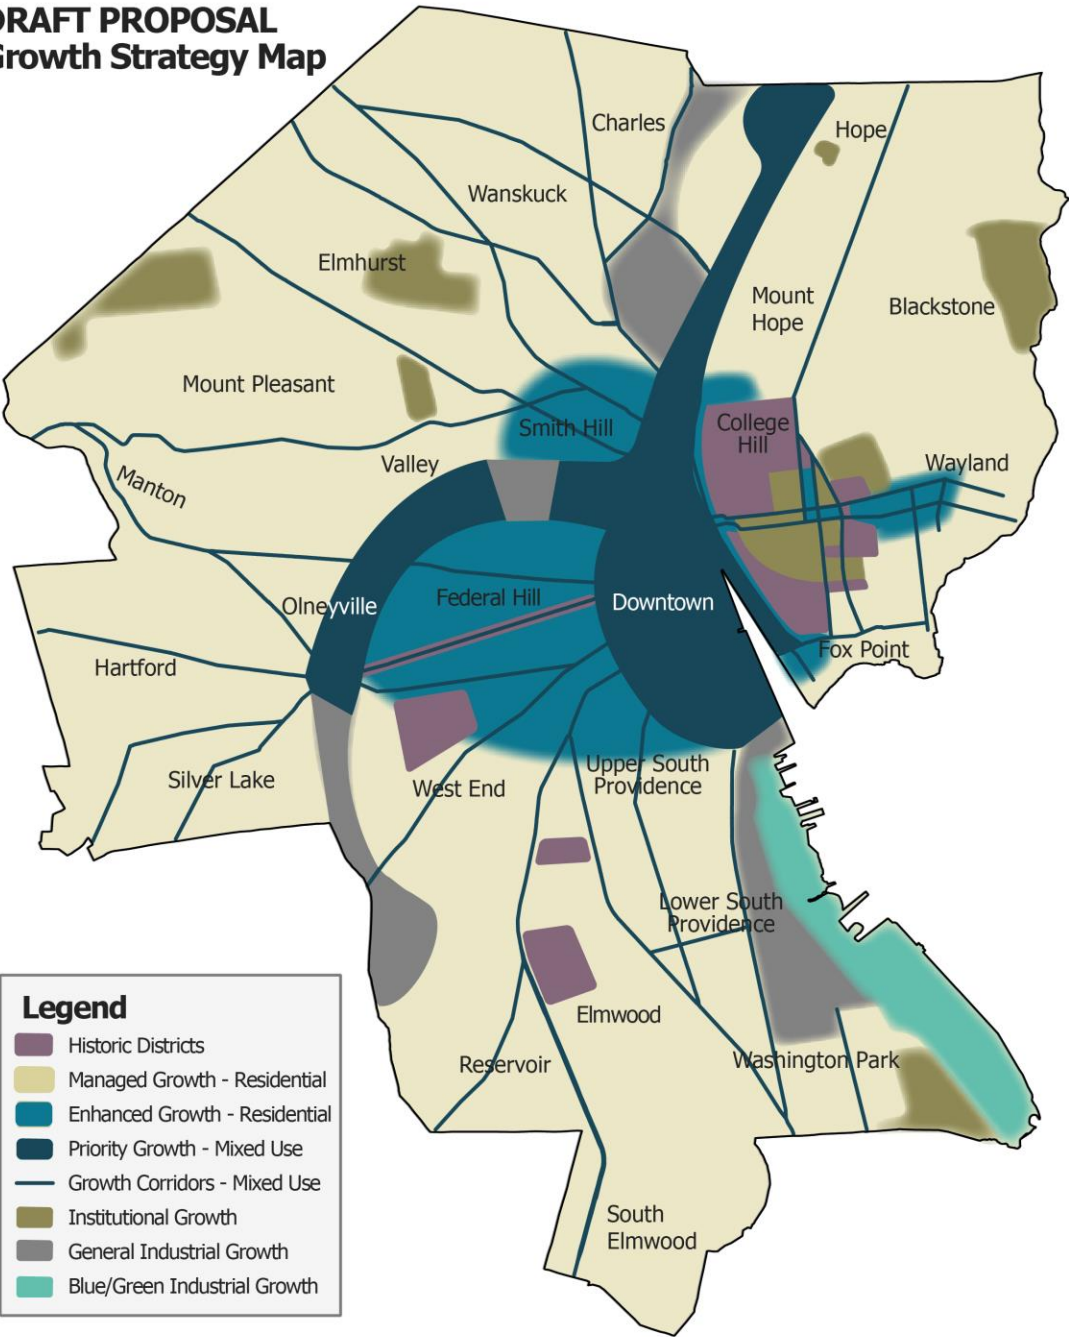 DRAFT PROPOSAL
Growth Strategy Map
Charles
Hope
Wanskuck
Elmhurst
Mount
Hope
Blackstone
Mount Pleasant
Smith Hill
College
Hill
Valley
Wayland
Manton
Olneyville
Federal Hill
Downtown
Hartford
Fox Point
Silver Lake
West End
Upper South
Providence
Lower South
Providence
Elmwood
Reservoir
Washington Park
South
Elmwood
Legend
Historic Districts
Managed Growth - Residential
Enhanced Growth - Residential
Priority Growth - Mixed Use
Growth Corridors - Mixed Use
Institutional Growth
General Industrial Growth
Blue/Green Industrial Growth